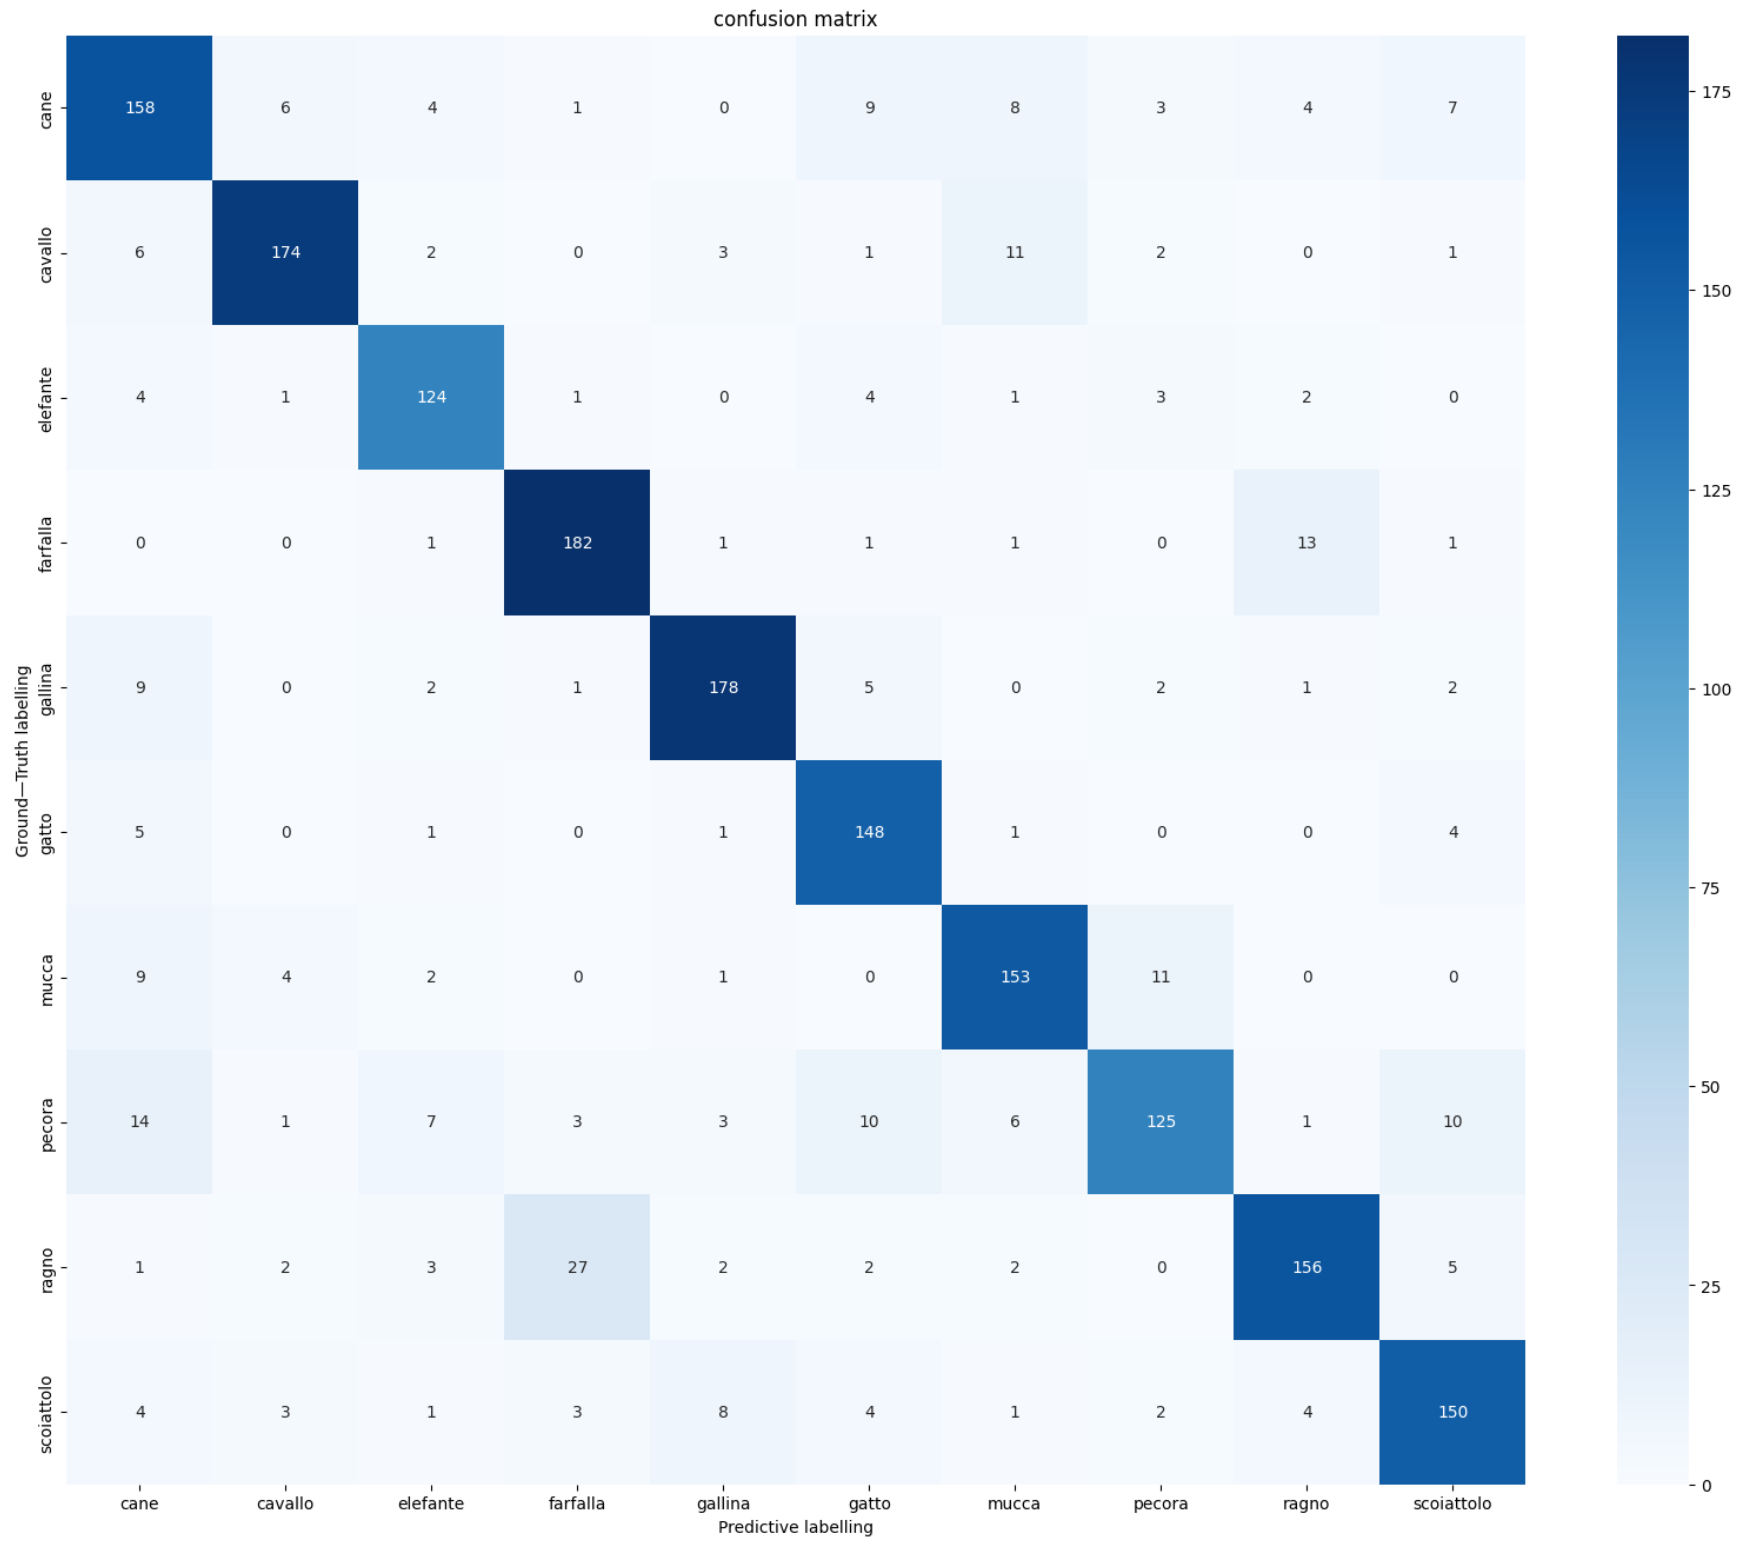 confusion matrix
cane 158 6 4 1 0 9 8 3 4 7
cavallo 6 174 2 0 3 1 11 2 0 1
elefante 4 1 124 1 0 4 1 3 2 0
farfalla 0 0 1 182 1 1 1 0 13 1
gallina 9 0 2 1 178 5 0 2 1 2
gatto 5 0 1 0 1 148 1 0 0 4
mucca 9 4 2 0 1 0 153 11 0 0
pecora 14 1 7 3 3 10 6 125 1 10
ragno 1 2 3 27 2 2 2 0 156 5
scoiattolo 4 3 1 3 8 4 1 2 4 150
cane cavallo elefante farfalla gallina gatto mucca pecora ragno scoiattolo
Predictive labelling
Ground—Truth labelling
175
150
125
100
75
50
25
0